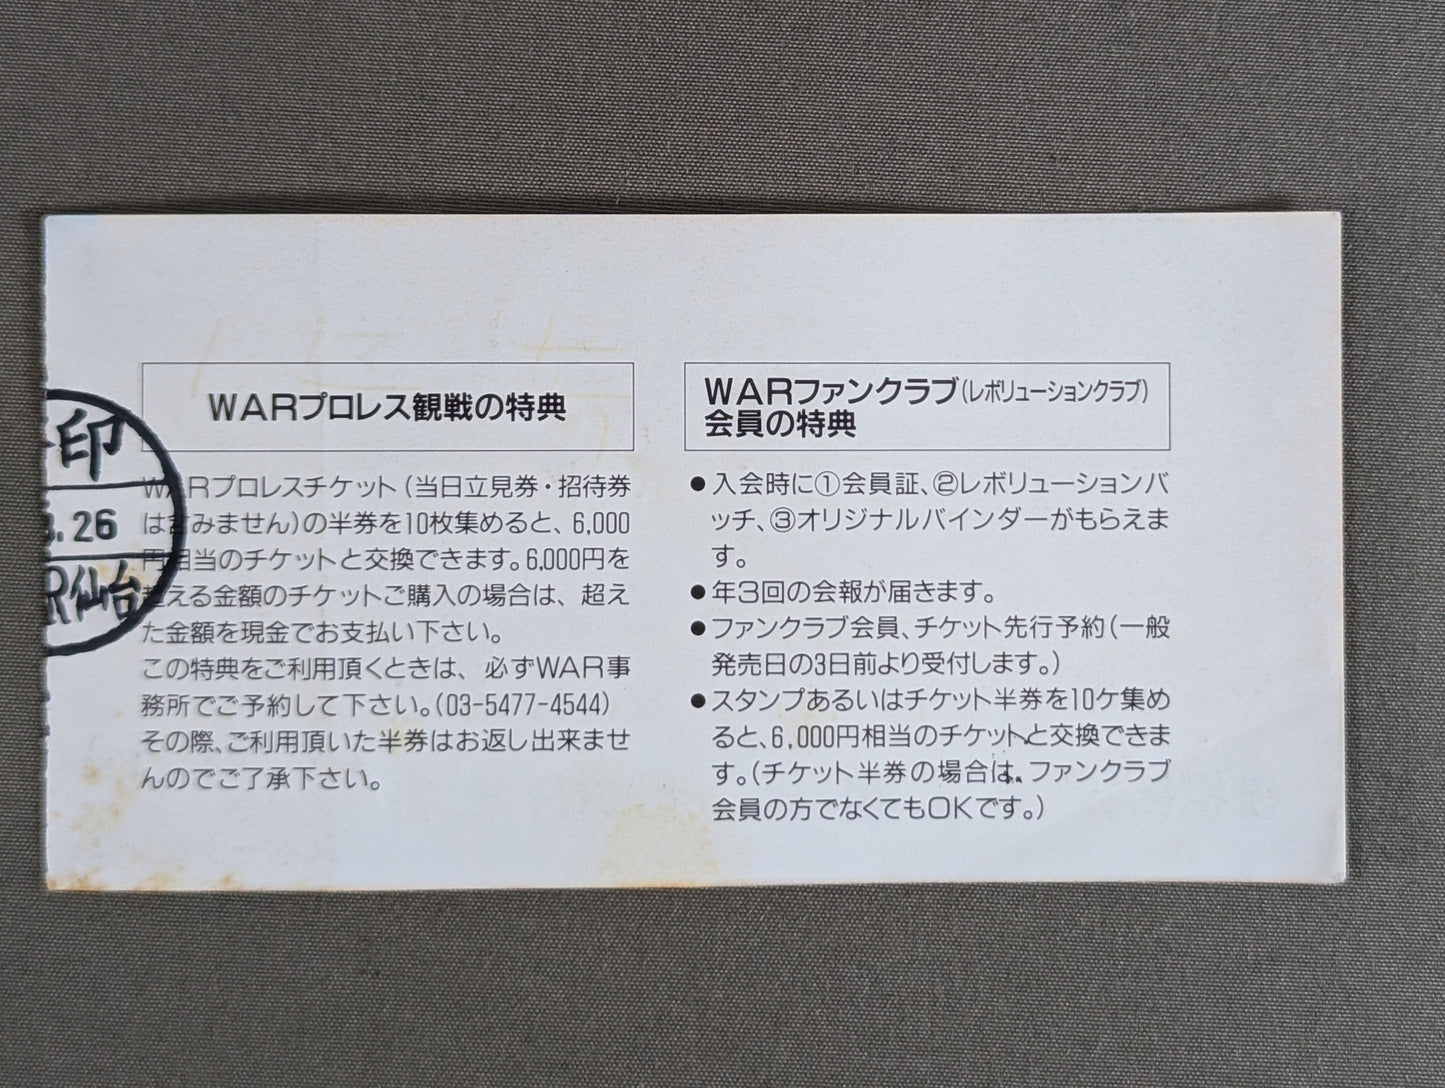 印
.26
R仙台
WARプロレス観戦の特典
WARプロレスチケット(当日立見券・招待券
は含みません)の半券を10枚集めると、6,000
円相当のチケットと交換できます。6,000円を
超える金額のチケットご購入の場合は、超え
た金額を現金でお支払い下さい。
この特典をご利用頂くときは、必ずWAR事
務所でご予約して下さい。(03-5477-4544)
その際、ご利用頂いた半券はお返し出来ませ
んのでご了承下さい。
WARファンクラブ(レボリューションクラブ)
会員の特典
●入会時に①会員証、②レボリューションバ
ッチ、③オリジナルバインダーがもらえま
す。
●年3回の会報が届きます。
●ファンクラブ会員、チケット先行予約(一般
発売日の3日前より受付します。)
●スタンプあるいはチケット半券を10ケ集め
ると、6,000円相当のチケットと交換できま
す。(チケット半券の場合は、ファンクラブ
会員の方でなくてもOKです。)